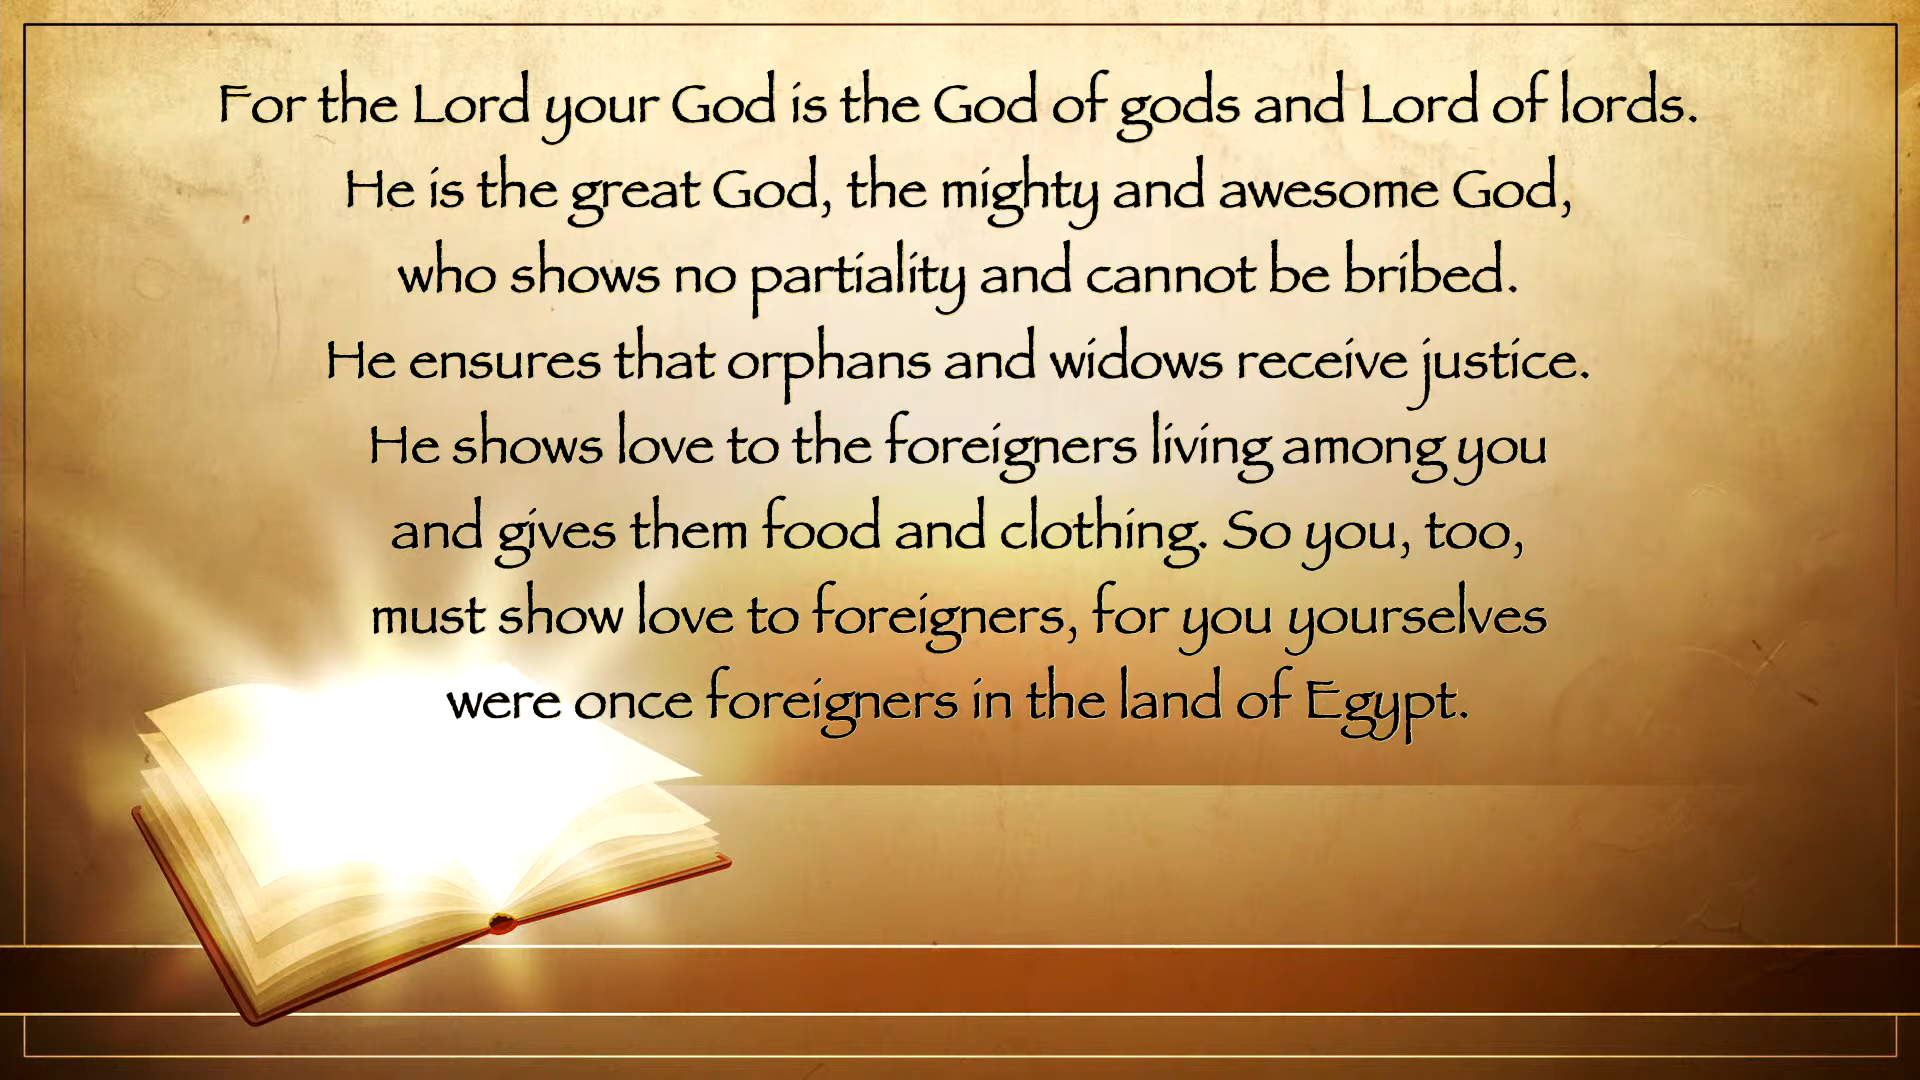 For the Lord your God is the God of gods and Lord of lords.
He is the great God, the mighty and awesome God,
who shows no partiality and cannot be bribed.
He ensures that orphans and widows receive justice.
He shows love to the foreigners living among you
and gives them food and clothing. So you, too,
must show love to foreigners, for you yourselves
were once foreigners in the land of Egypt.